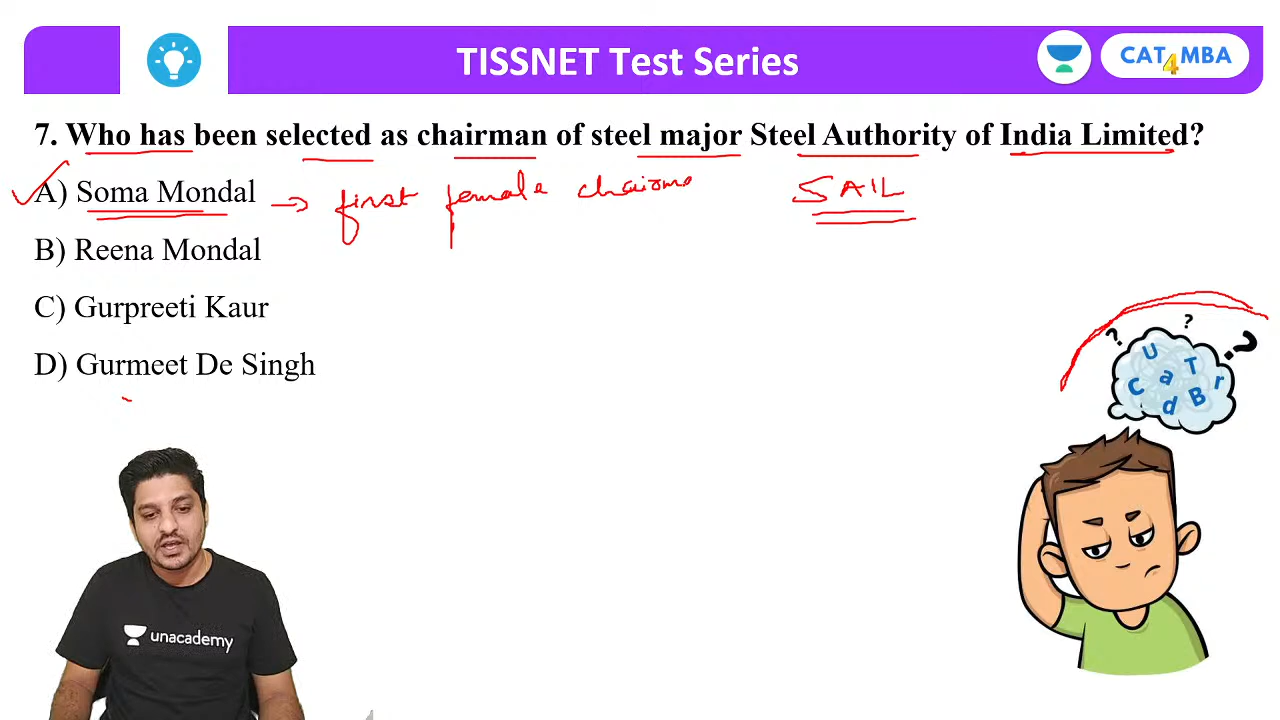 TISSNET Test Series
CAT4MBA
7. Who has been selected as chairman of steel major Steel Authority of India Limited?
A) Soma Mondal → first female chairma SAIL
B) Reena Mondal
C) Gurpreeti Kaur
D) Gurmeet De Singh
? ? ?
U T
C a r
d B
unacademy